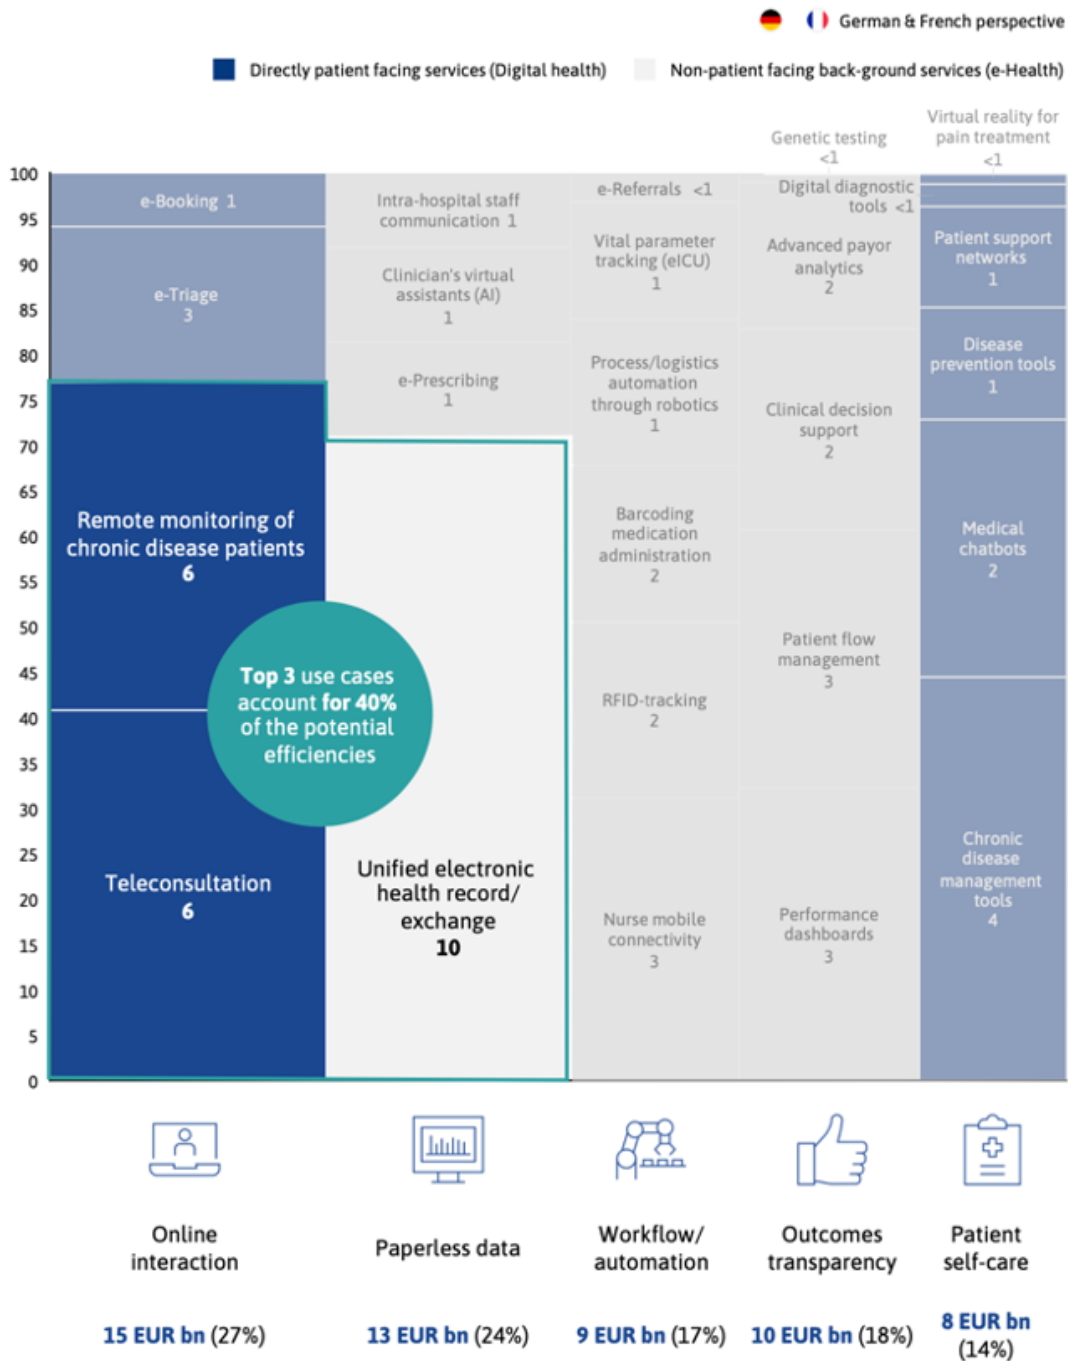 German & French perspective
Directly patient facing services (Digital health)
Non-patient facing back-ground services (e-Health)
100
95
90
85
80
75
70
65
60
55
50
45
40
35
30
25
20
15
10
5
0
e-Booking 1
e-Triage
3
Remote monitoring of
chronic disease patients
6
Teleconsultation
6
Top 3 use cases
account for 40%
of the potential
efficiencies
Intra-hospital staff
communication 1
Clinician's virtual
assistants (AI)
1
e-Prescribing
1
Unified electronic
health record/
exchange
10
e-Referrals <1
Vital parameter
tracking (eICU)
1
Process/logistics
automation
through robotics
1
Barcoding
medication
administration
2
RFID-tracking
2
Nurse mobile
connectivity
3
Genetic testing
<1
Digital diagnostic
tools <1
Advanced payor
analytics
2
Clinical decision
support
2
Patient flow
management
3
Performance
dashboards
3
Virtual reality for
pain treatment
<1
Patient support
networks
1
Disease
prevention tools
1
Medical
chatbots
2
Chronic
disease
management
tools
4
Online
interaction
15 EUR bn (27%)
Paperless data
13 EUR bn (24%)
Workflow/
automation
9 EUR bn (17%)
Outcomes
transparency
10 EUR bn (18%)
Patient
self-care
8 EUR bn
(14%)